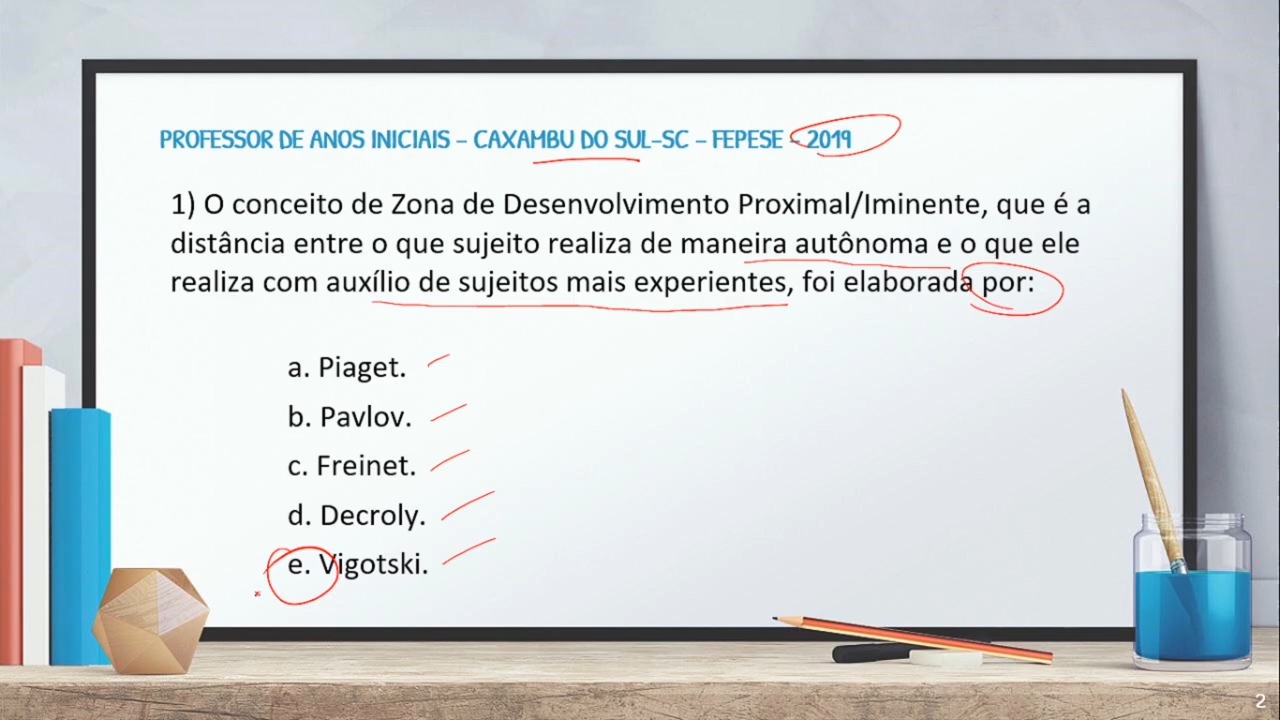 PROFESSOR DE ANOS INICIAIS – CAXAMBU DO SUL-SC – FEPESE – 2019
1) O conceito de Zona de Desenvolvimento Proximal/Iminente, que é a
distância entre o que sujeito realiza de maneira autônoma e o que ele
realiza com auxílio de sujeitos mais experientes, foi elaborada por:
a. Piaget.
b. Pavlov.
c. Freinet.
d. Decroly.
e. Vigotski.
2